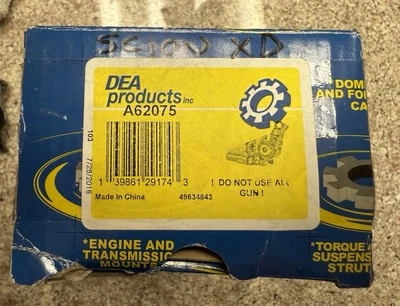 SCION XD
DEA
products inc
A62075
103 7/28/2016
1 39861 29174 3
! DO NOT USE AIR
GUN !
Made In China 49634843
*ENGINE AND
TRANSMISSIO
MOUNTS
DOM
AND FO
CA
*TORQUE
SUSPENS
STRUT